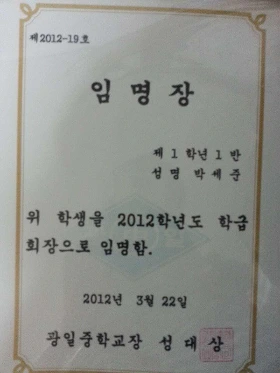 제2012-19호
임명장
제1학년1반
성명 박세준
위 학생을 2012학년도 학급
회장으로 임명함.
2012년 3월 22일
광일중학교장 성대상